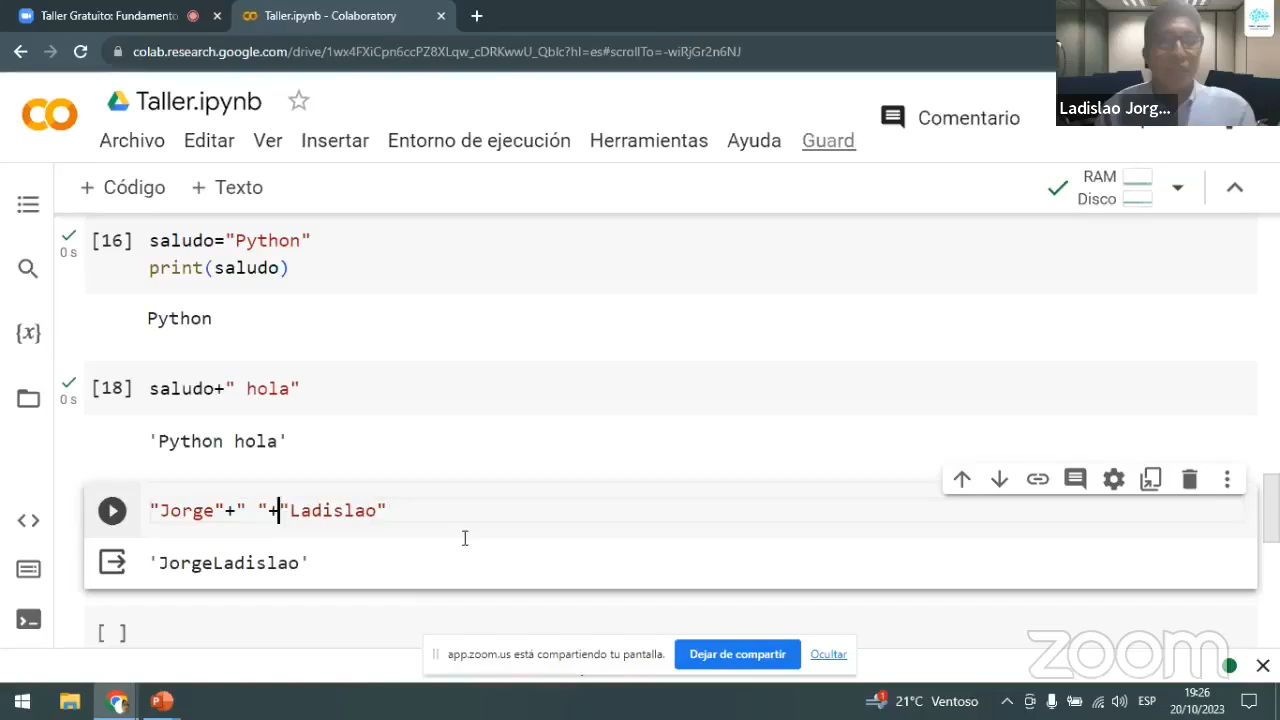 Taller Gratuito: Fundamento
Taller.ipynb - Colaboratory
colab.research.google.com/drive/1wx4FXiCpn6ccPZ8XLqw_cDRKwwU_QbIc?hl=es#scrollTo=-wiRjGr2n6NJ
Ladislao Jorg...
Taller.ipynb
Comentario
Archivo Editar Ver Insertar Entorno de ejecución Herramientas Ayuda Guard
+ Código + Texto
RAM
Disco
[16] saludo="Python"
0 s
print(saludo)
Python
[18] saludo+" hola"
0 s
'Python hola'
"Jorge"+" "+"Ladislao"
'JorgeLadislao'
[ ]
app.zoom.us está compartiendo tu pantalla.
Dejar de compartir
Ocultar
zoom
21°C Ventoso
ESP
19:26
20/10/2023